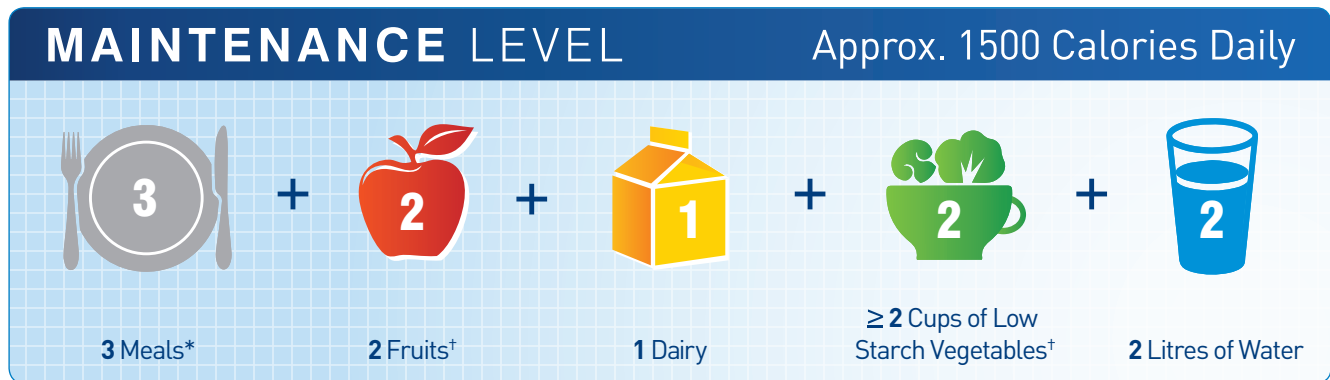 MAINTENANCE LEVEL
Approx. 1500 Calories Daily
3
+
2
+
1
+
2
+
2
3 Meals*
2 Fruits†
1 Dairy
≥ 2 Cups of Low
Starch Vegetables†
2 Litres of Water